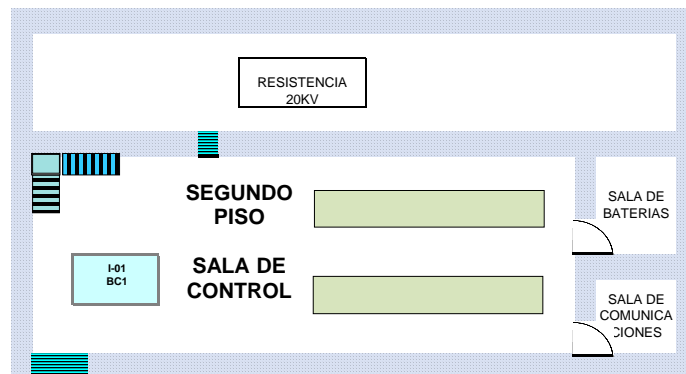 RESISTENCIA
20KV
SEGUNDO
PISO
SALA DE
BATERIAS
I-01
BC1
SALA DE
CONTROL
SALA DE
COMUNICA
CIONES